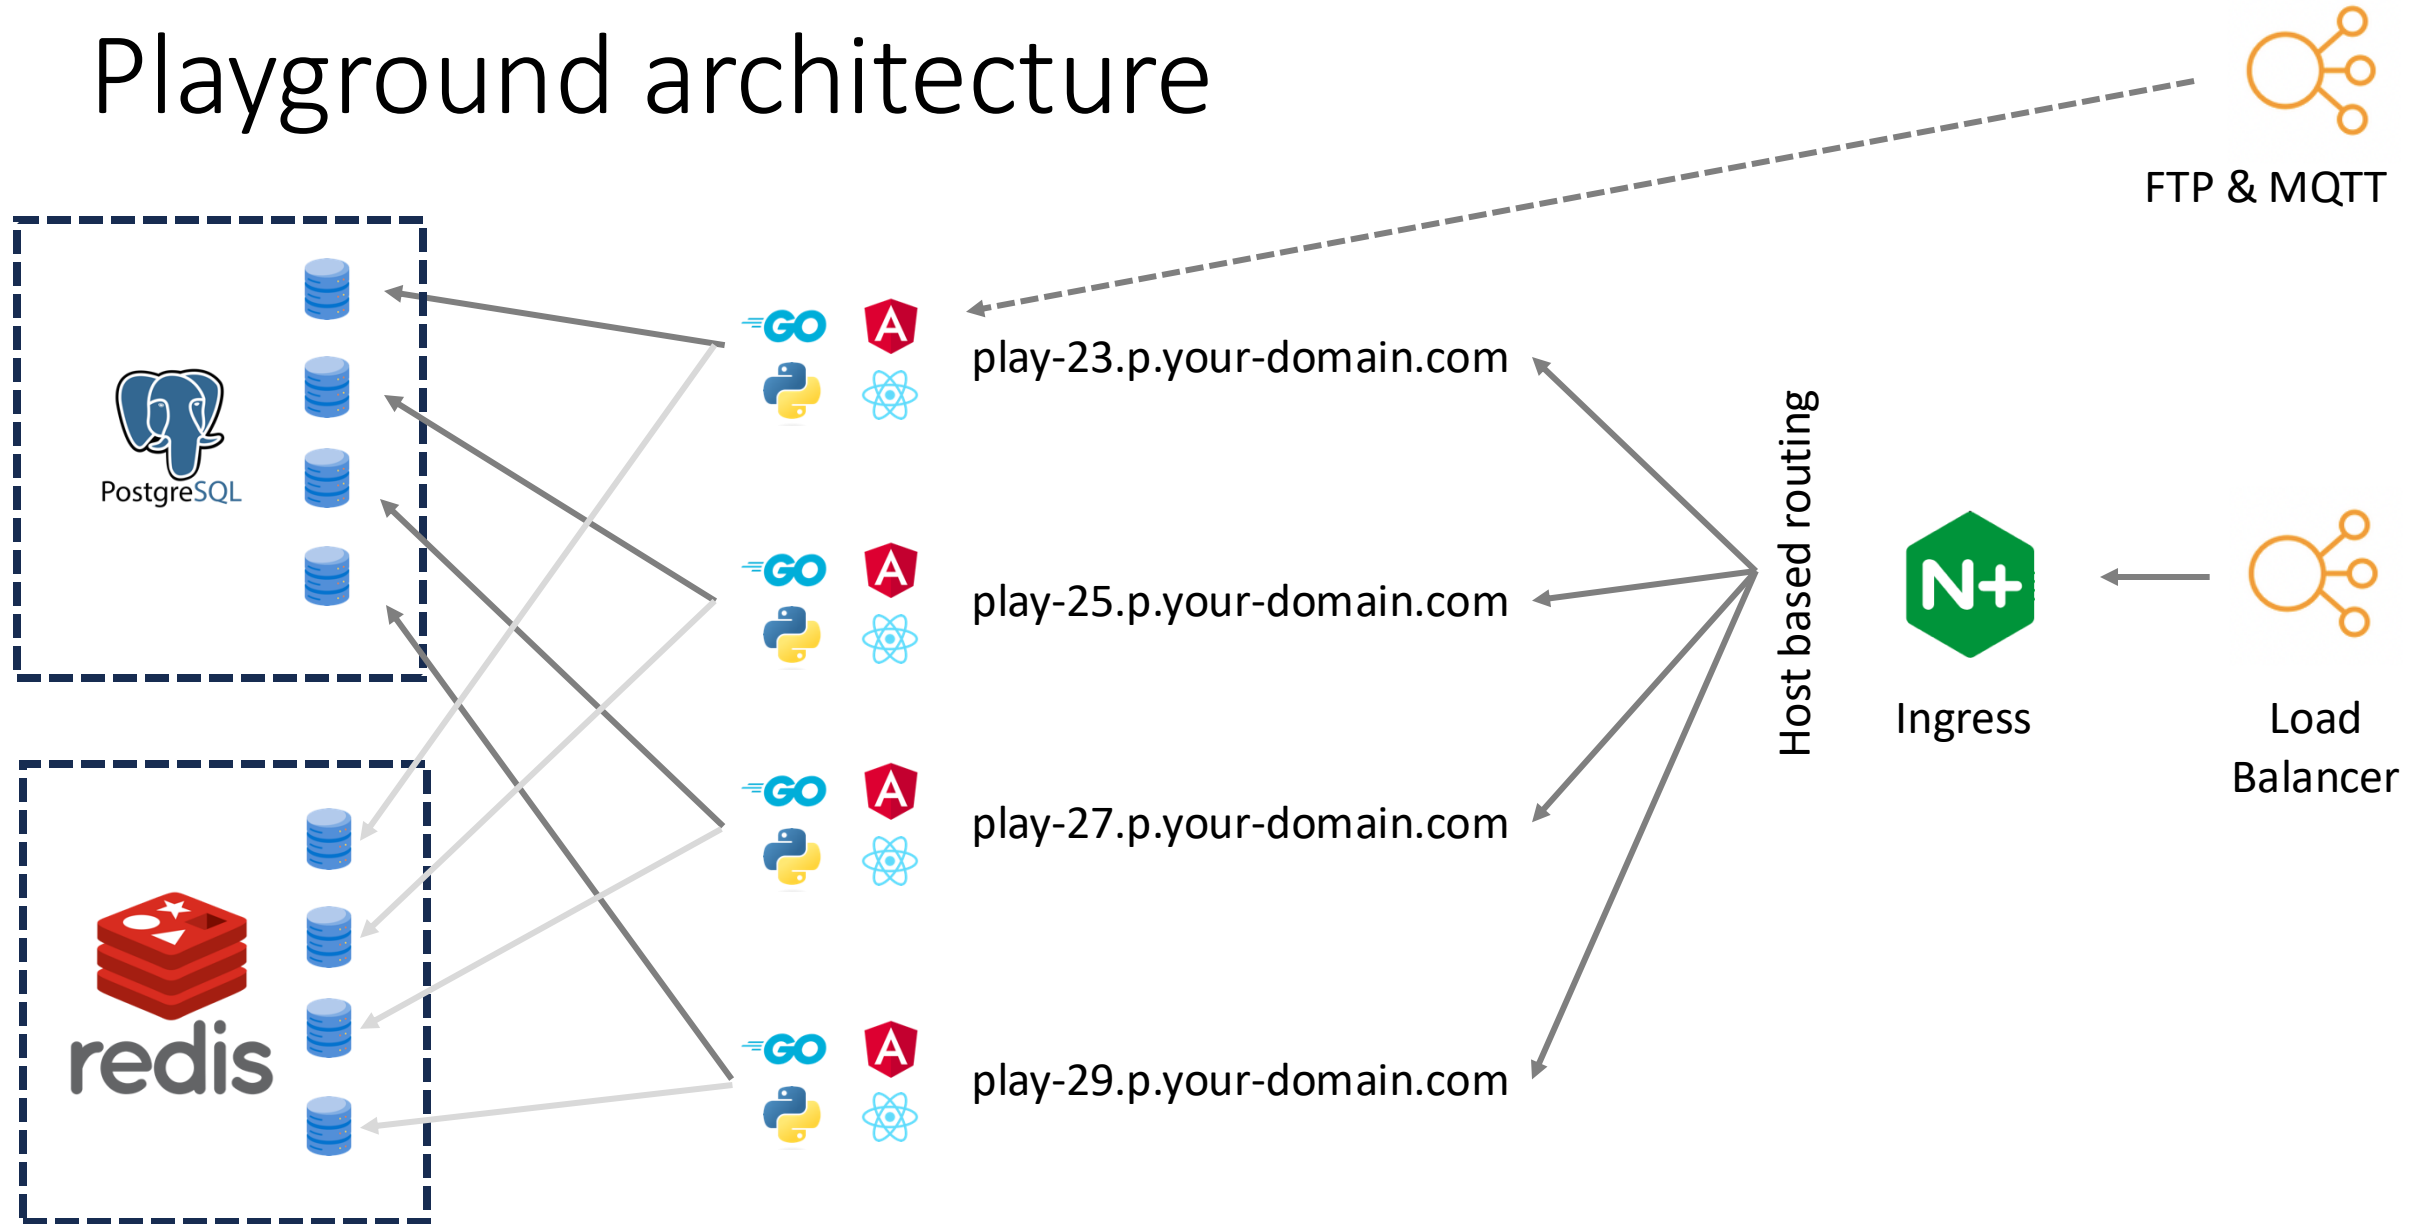 Playground architecture
FTP & MQTT
PostgreSQL
GO
A
play-23.p.your-domain.com
GO
A
play-25.p.your-domain.com
GO
A
play-27.p.your-domain.com
GO
A
play-29.p.your-domain.com
redis
Host based routing
N+
Ingress
Load
Balancer